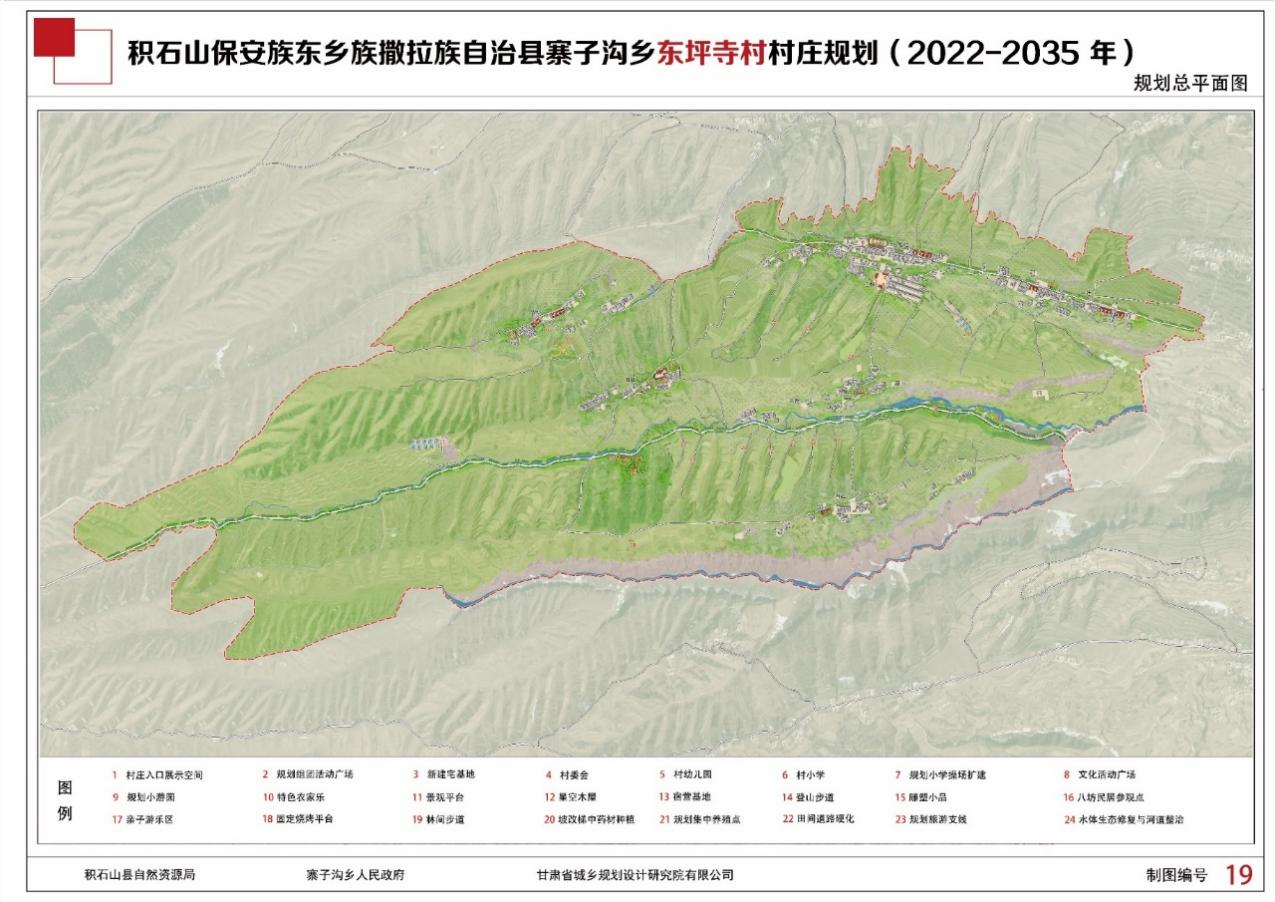 积石山保安族东乡族撒拉族自治县寨子沟乡东坪寺村村庄规划（2022-2035 年）
规划总平面图
图例
1 村庄入口展示空间 2 规划组团活动广场 3 新建宅基地 4 村委会 5 村幼儿园 6 村小学 7 规划小学操场扩建 8 文化活动广场
9 规划小游园 10 特色农家乐 11 景观平台 12 星空木屋 13 宿营基地 14 登山步道 15 雕塑小品 16 八坊民居参观点
17 亲子游乐区 18 固定烧烤平台 19 林间步道 20 坡改梯中药材种植 21 规划集中养殖点 22 田间道路硬化 23 规划旅游支线 24 水体生态修复与河道整治
积石山县自然资源局 寨子沟乡人民政府 甘肃省城乡规划设计研究院有限公司 制图编号 19